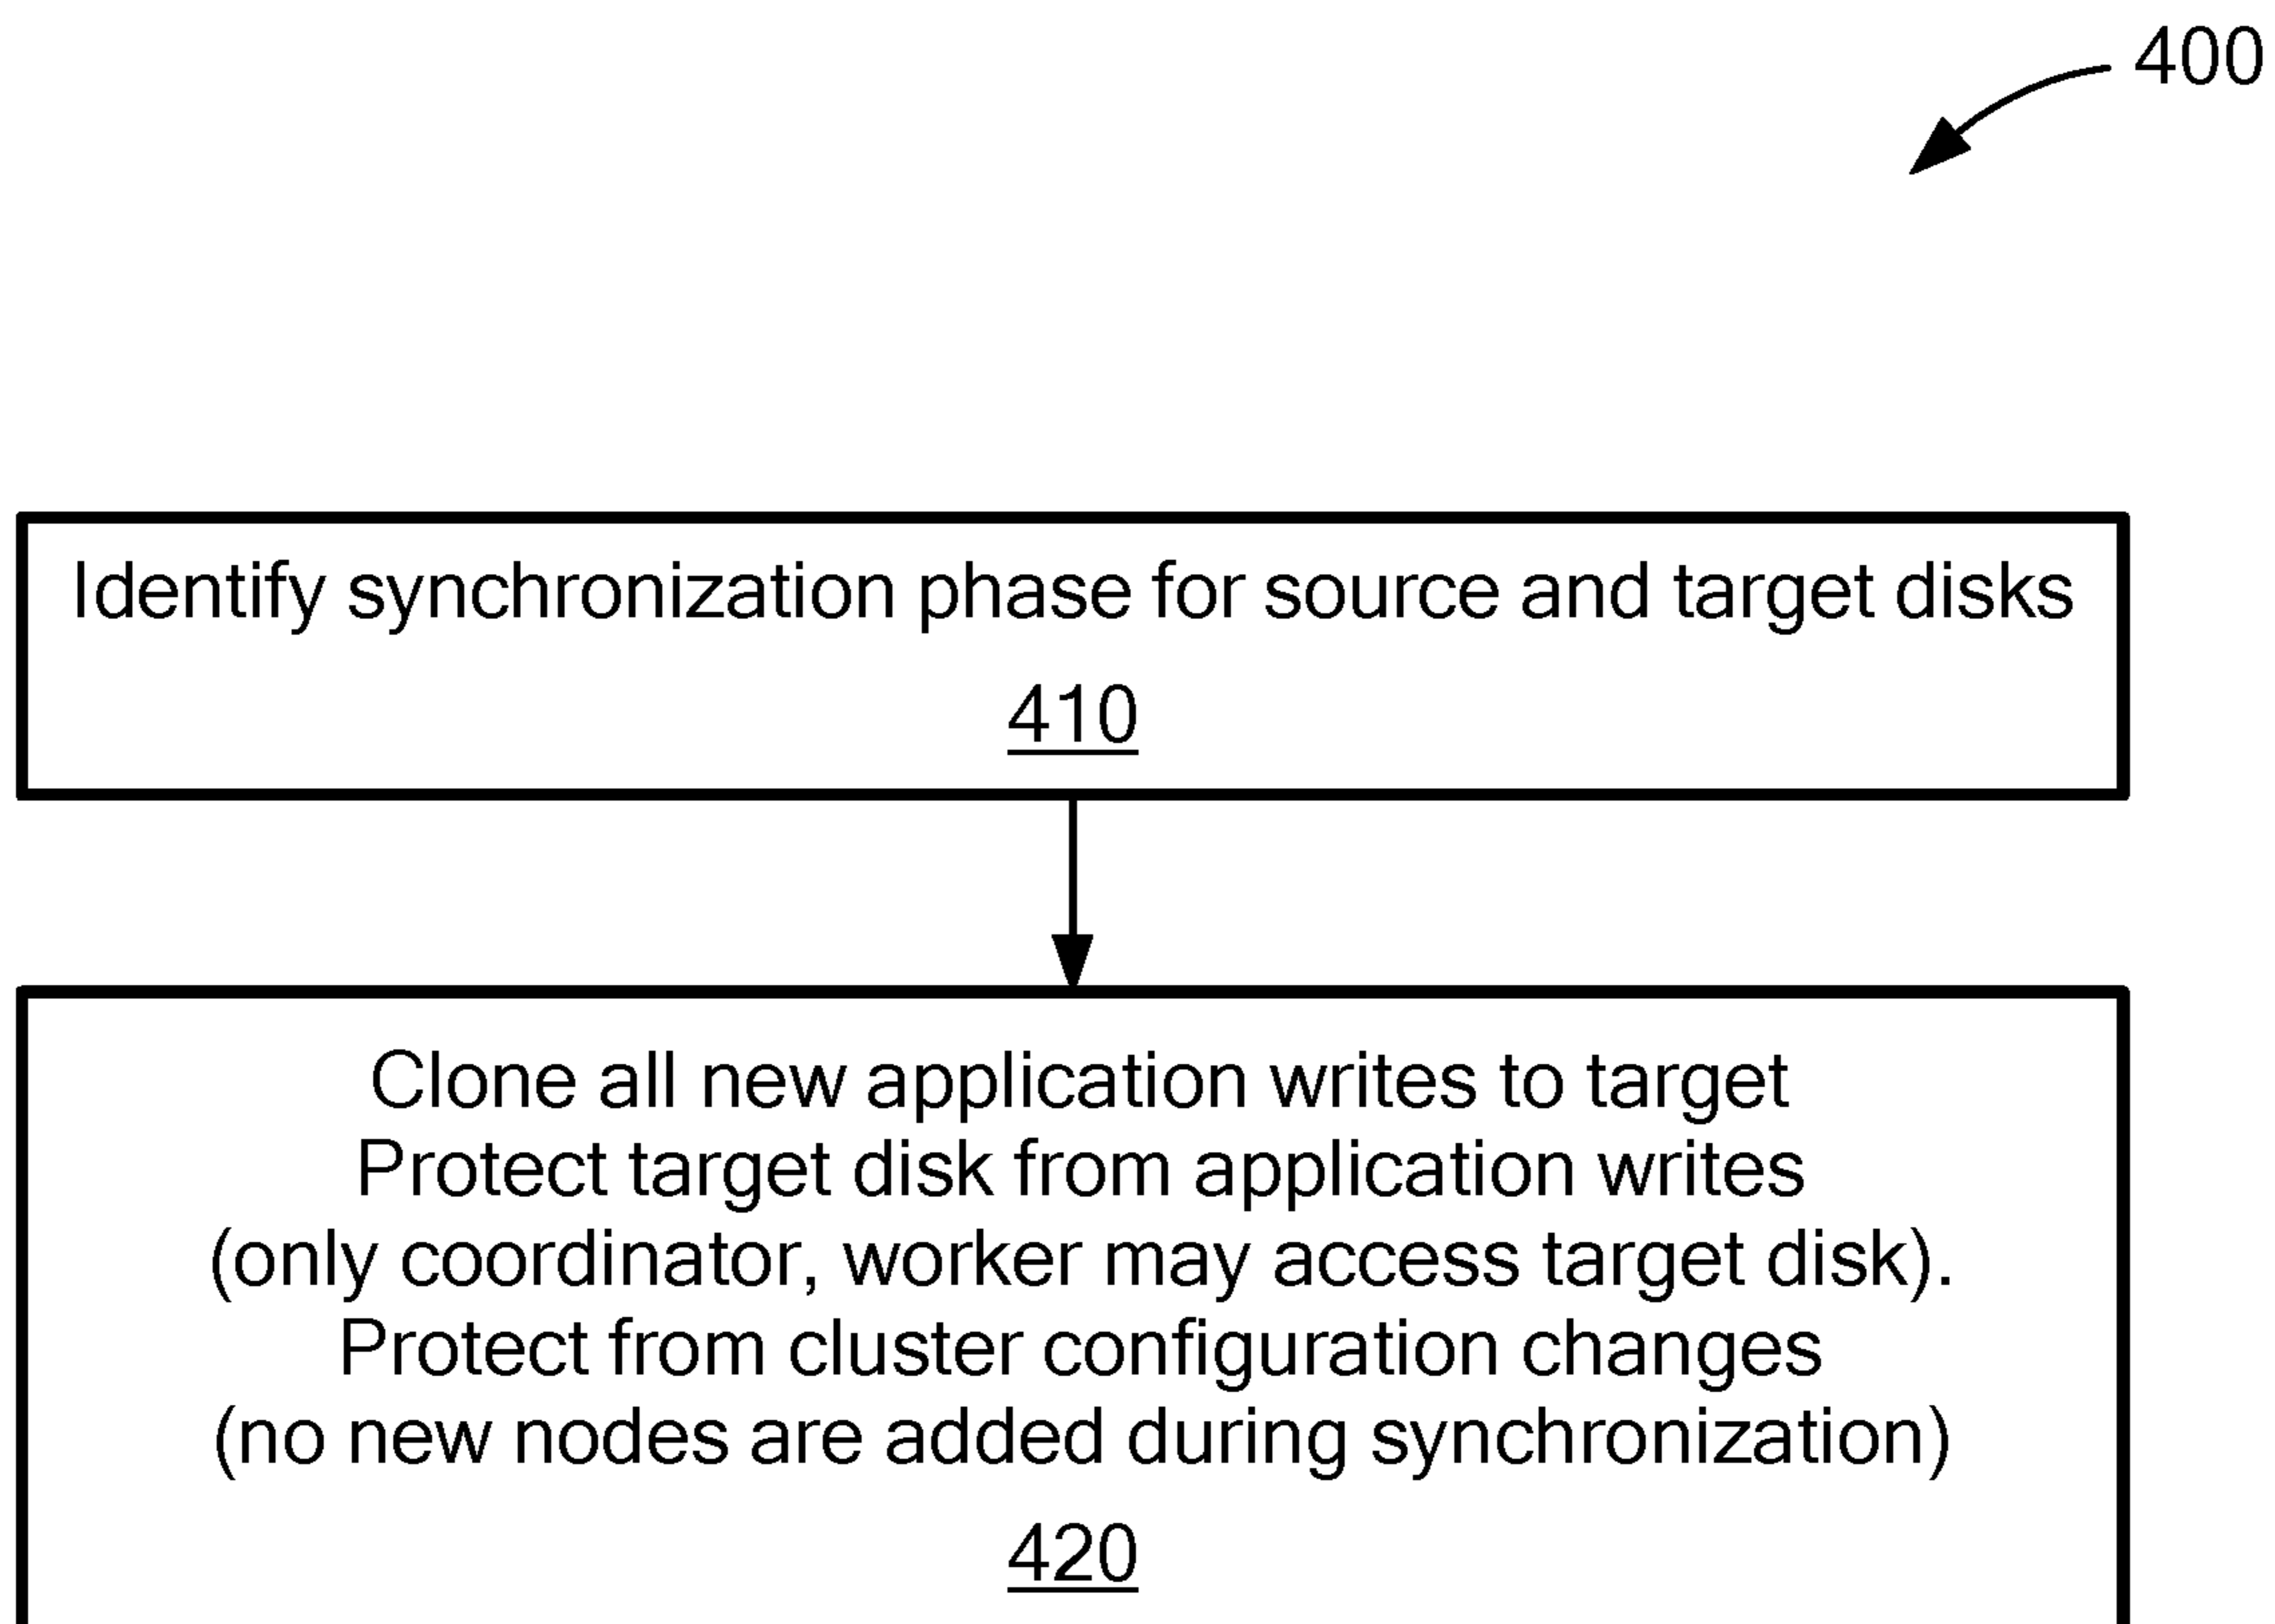 400
Identify synchronization phase for source and target disks
410
Clone all new application writes to target
Protect target disk from application writes
(only coordinator, worker may access target disk).
Protect from cluster configuration changes
(no new nodes are added during synchronization)
420